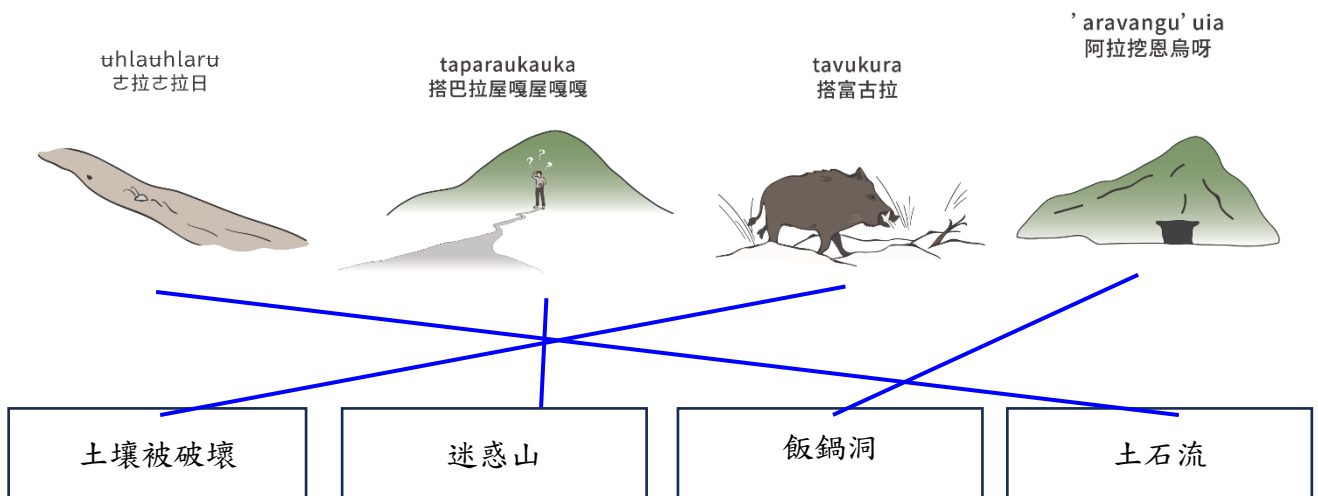 ʉhlaʉhlarʉ
ㄜ拉ㄜ拉日
taparaukauka
搭巴拉屋嘎屋嘎嘎
? ? ?
tavukura
搭富古拉
’aravangu’uia
阿拉挖恩烏呀
土壤被破壞
迷惑山
飯鍋洞
土石流